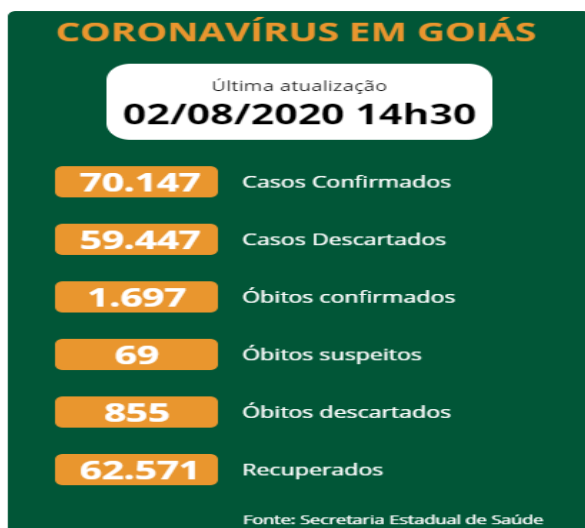 CORONAVÍRUS EM GOIÁS
Última atualização
02/08/2020 14h30
70.147 Casos Confirmados
59.447 Casos Descartados
1.697 Óbitos confirmados
69 Óbitos suspeitos
855 Óbitos descartados
62.571 Recuperados
Fonte: Secretaria Estadual de Saúde